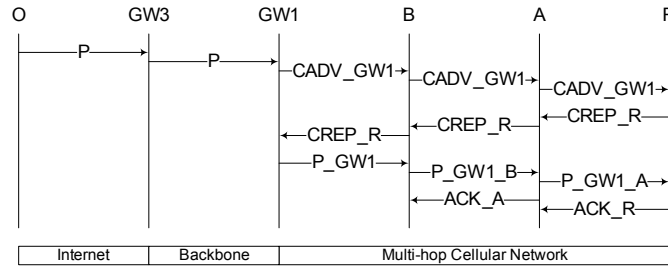 O GW3 GW1 B A
P
P
CADV_GW1
CADV_GW1
CADV_GW1
CREP_R
CREP_R
CREP_R
P_GW1
P_GW1_B
P_GW1_A
ACK_A
ACK_R
Internet Backbone Multi-hop Cellular Network